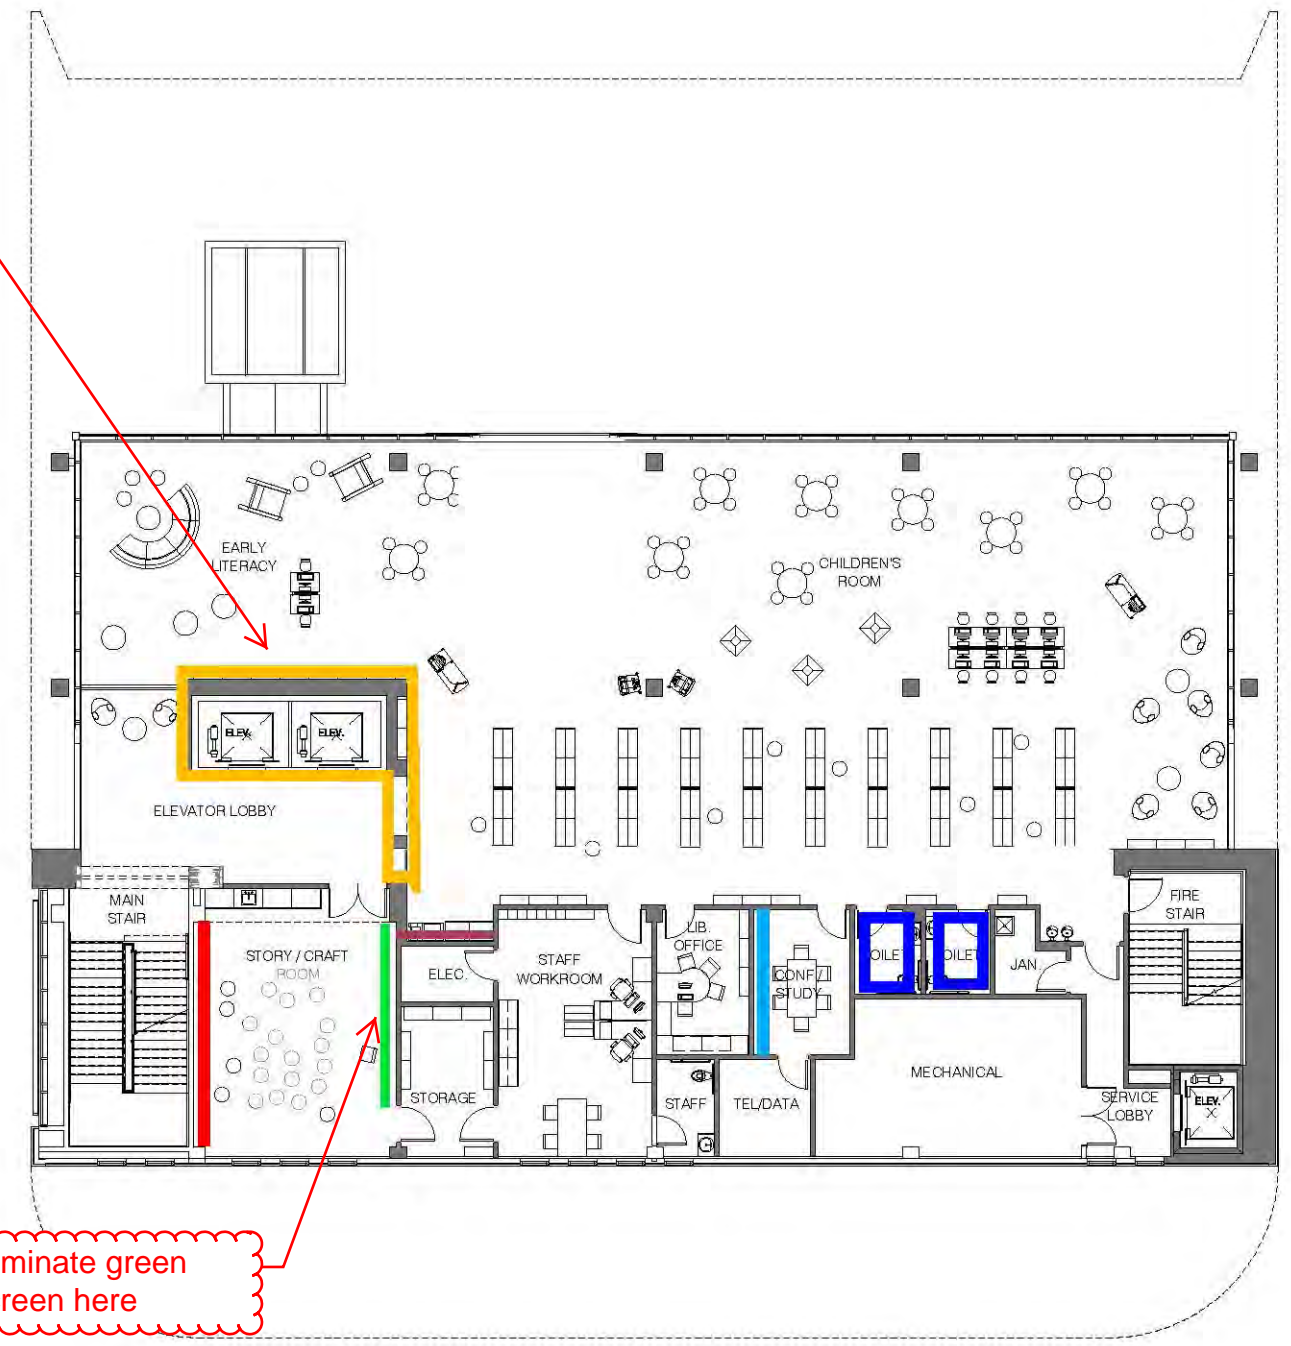 EARLY
LITERACY
CHILDREN'S
ROOM
ELEV.
ELEV.
ELEVATOR LOBBY
MAIN
STAIR
FIRE
STAIR
STORY / CRAFT
ROOM
ELEC.
STAFF
WORKROOM
LIB.
OFFICE
CONF /
STUDY
OILE
OILET
JAN.
STORAGE
STAFF
TEL/DATA
MECHANICAL
SERVICE
LOBBY
ELEV.
minate green
reen here